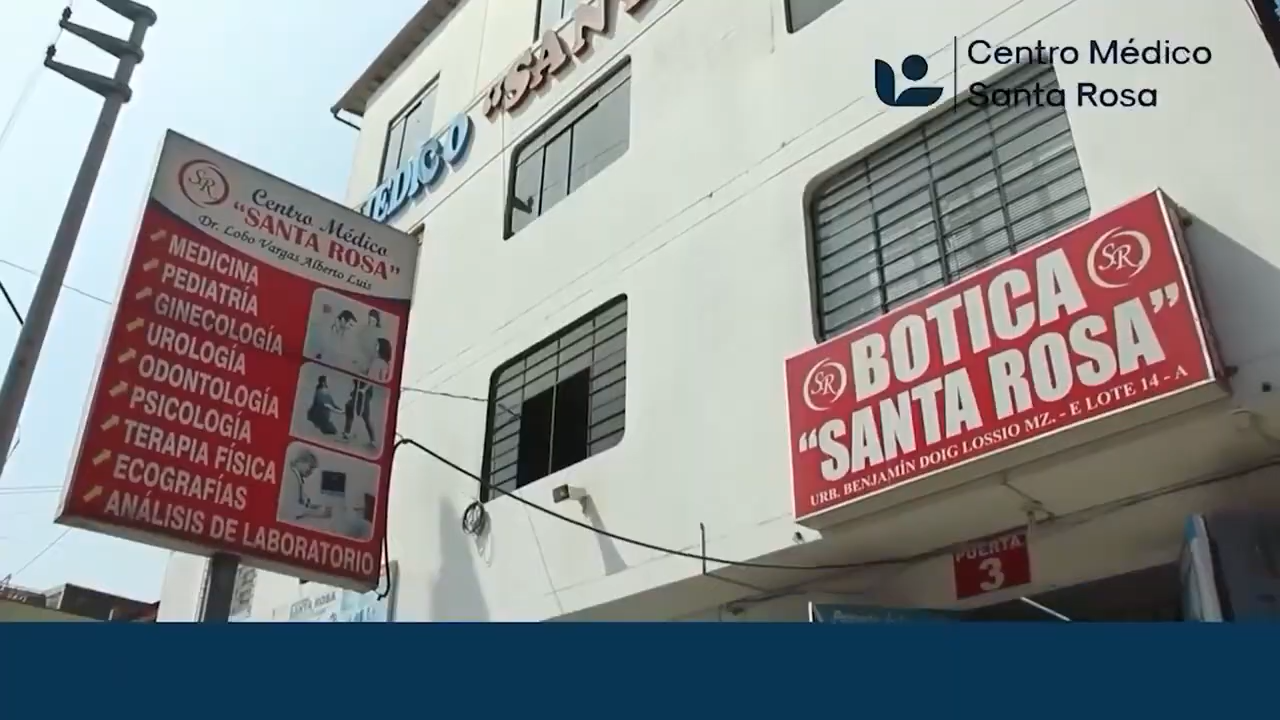 Centro Médico
Santa Rosa
MEDICO "SAN
SR
Centro Médico
"SANTA ROSA"
Dr. Lobo Vargas Alberto Luis
MEDICINA
PEDIATRÍA
GINECOLOGÍA
UROLOGÍA
ODONTOLOGÍA
PSICOLOGÍA
TERAPIA FÍSICA
ECOGRAFÍAS
ANÁLISIS DE LABORATORIO
SR
BOTICA
SR
"SANTA ROSA"
URB. BENJAMÍN DOIG LOSSIO MZ. - E LOTE 14 - A
PUERTA
3
SANTA ROSA